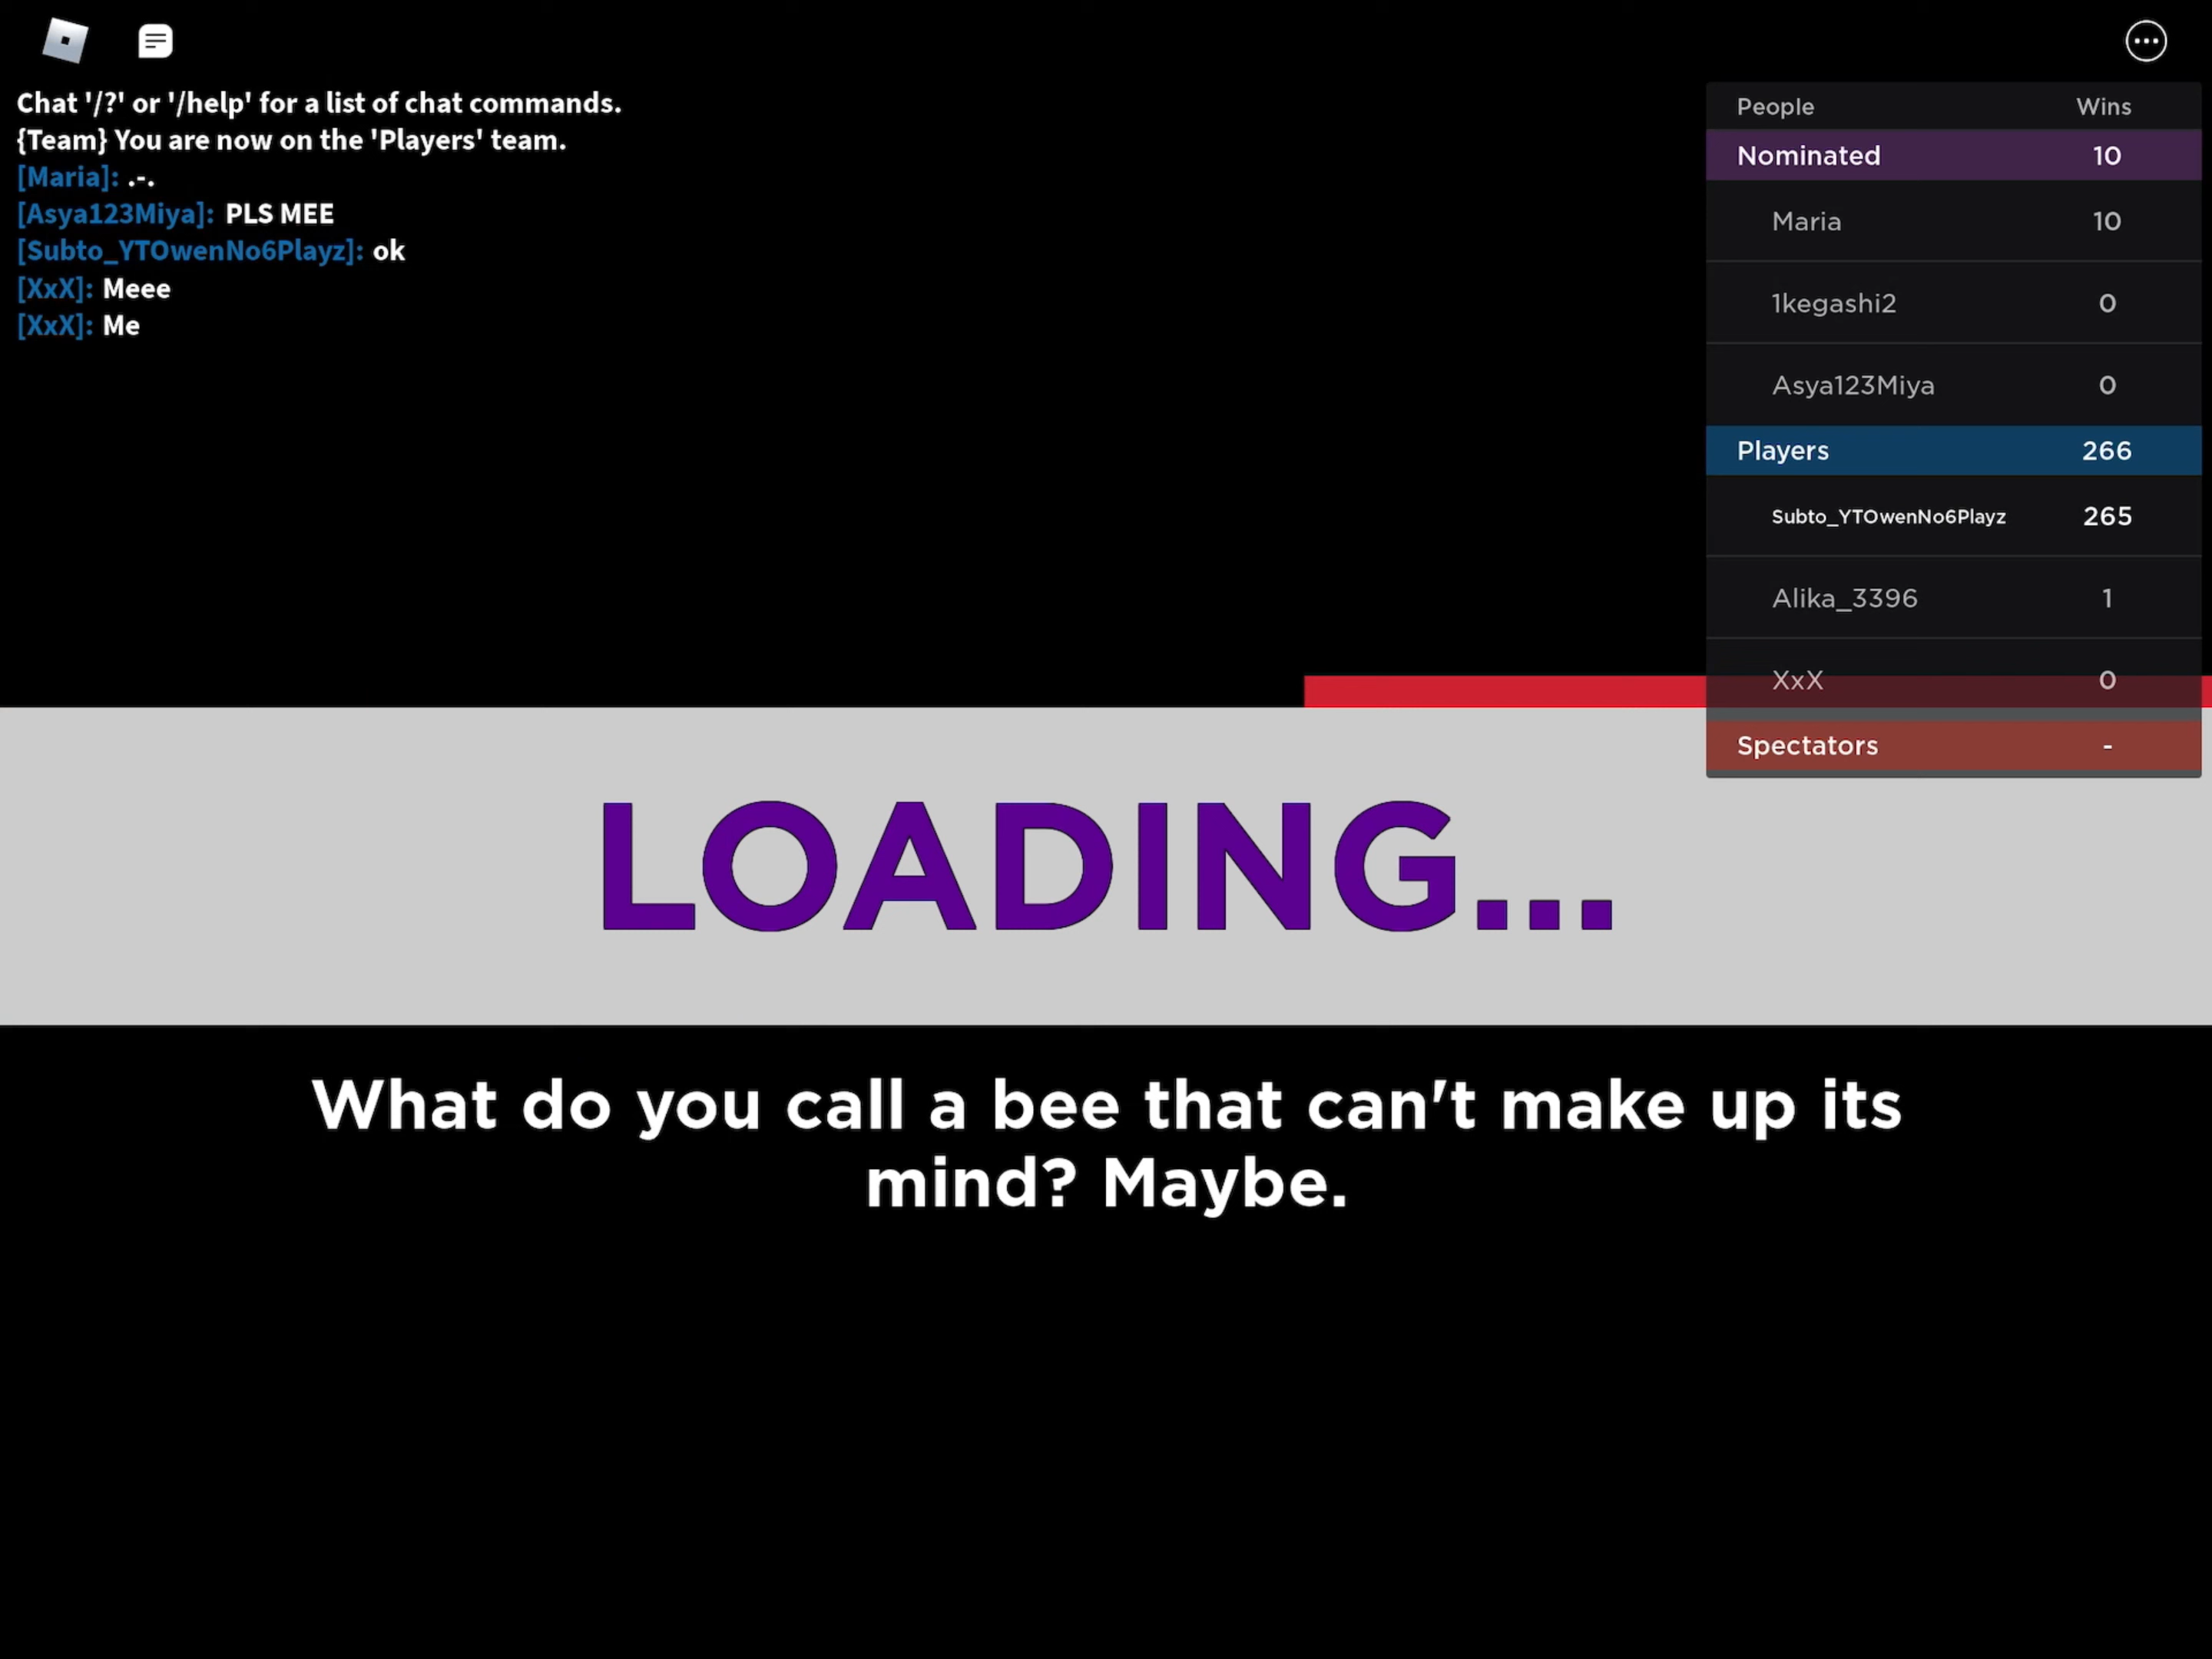 Chat '/?' or '/help' for a list of chat commands.
{Team} You are now on the 'Players' team.
[Maria]: .-.
[Asya123Miya]: PLS MEE
[Subto_YTOwenNo6Playz]: ok
[XxX]: Meee
[XxX]: Me
People Wins
Nominated 10
Maria 10
1kegashi2 0
Asya123Miya 0
Players 266
Subto_YTOwenNo6Playz 265
Alika_3396 1
XxX 0
Spectators -
LOADING...
What do you call a bee that can't make up its
mind? Maybe.